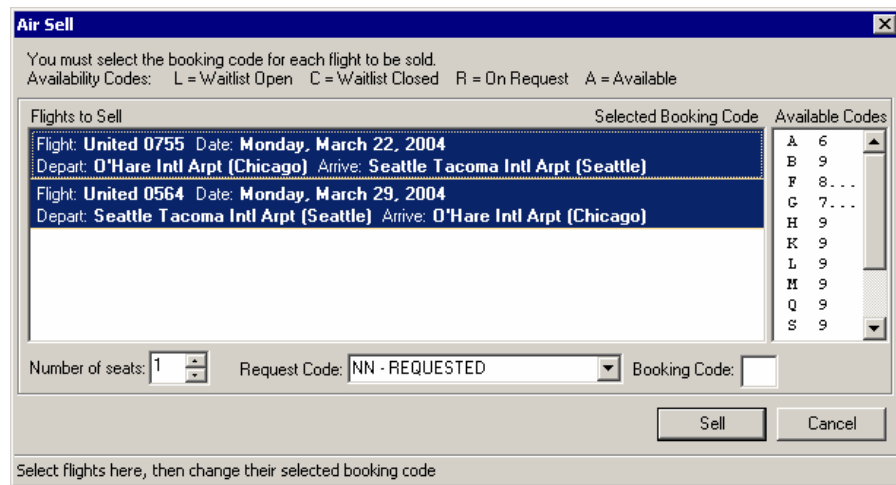 Air Sell
You must select the booking code for each flight to be sold.
Availability Codes: L = Waitlist Open C = Waitlist Closed R = On Request A = Available
Flights to Sell Selected Booking Code Available Codes
Flight: United 0755 Date: Monday, March 22, 2004
Depart: O'Hare Intl Arpt (Chicago) Arrive: Seattle Tacoma Intl Arpt (Seattle)
Flight: United 0564 Date: Monday, March 29, 2004
Depart: Seattle Tacoma Intl Arpt (Seattle) Arrive: O'Hare Intl Arpt (Chicago)
A 6
B 9
F 8...
G 7...
H 9
K 9
L 9
M 9
Q 9
S 9
Number of seats: 1 Request Code: NN - REQUESTED Booking Code:
Sell Cancel
Select flights here, then change their selected booking code